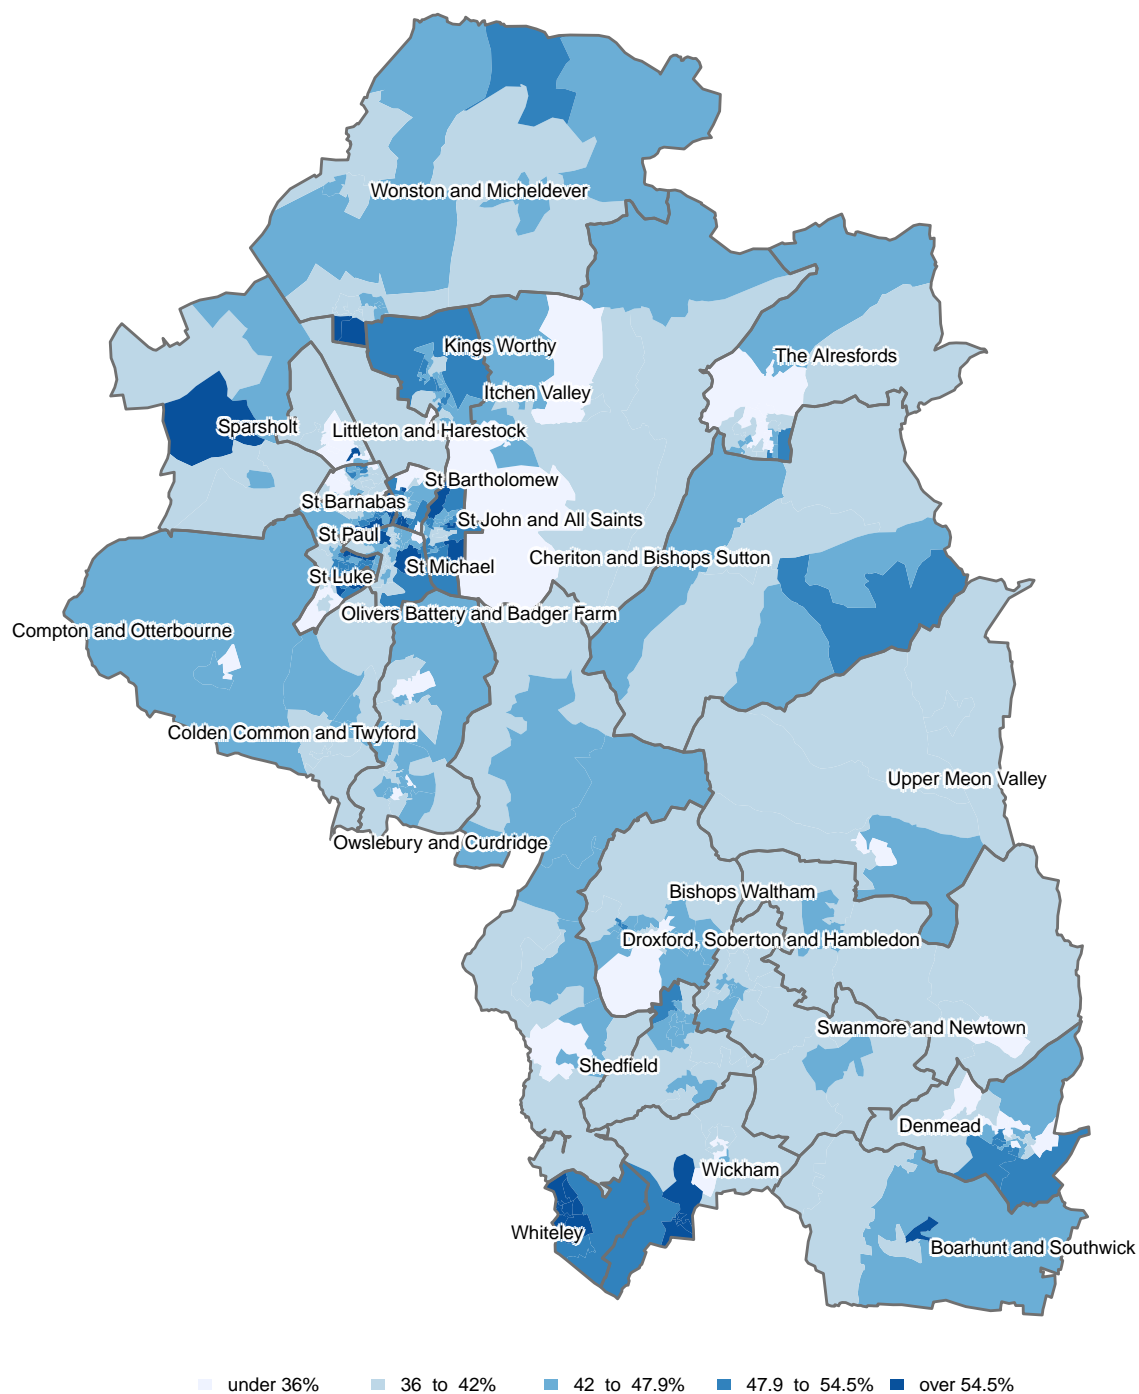 Wonston and Micheldever
Kings Worthy
The Alresfords
Itchen Valley
Sparsholt
Littleton and Harestock
St Bartholomew
St Barnabas
St John and All Saints
St Paul
Cheriton and Bishops Sutton
St Michael
St Luke
Olivers Battery and Badger Farm
Compton and Otterbourne
Colden Common and Twyford
Upper Meon Valley
Owslebury and Curdridge
Bishops Waltham
Droxford, Soberton and Hambledon
Swanmore and Newtown
Shedfield
Denmead
Wickham
Whiteley
Boarhunt and Southwick
under 36% 36 to 42% 42 to 47.9% 47.9 to 54.5% over 54.5%